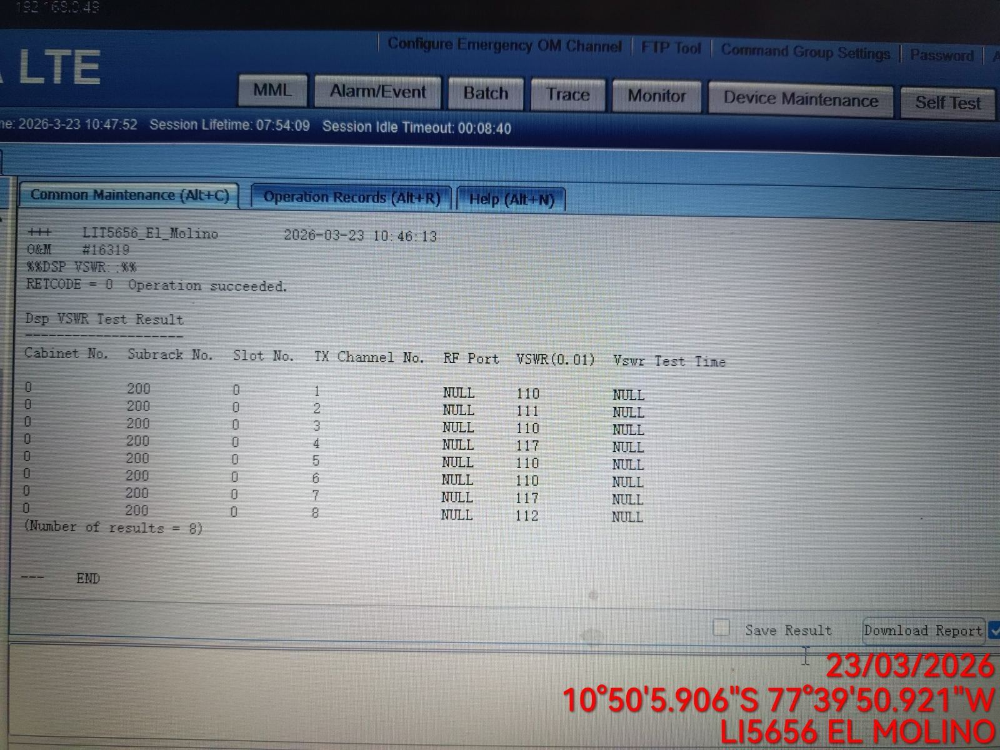 192.168.0.49
LTE
Configure Emergency OM Channel | FTP Tool | Command Group Settings | Password |
MML Alarm/Event Batch Trace Monitor Device Maintenance Self Test
me: 2026-3-23 10:47:52 Session Lifetime: 07:54:09 Session Idle Timeout: 00:08:40
Common Maintenance (Alt+C) Operation Records (Alt+R) Help (Alt+N)
+++ LIT5656_El_Molino 2026-03-23 10:46:13
O&M #16319
%%DSP VSWR: ;%%
RETCODE = 0 Operation succeeded.
Dsp VSWR Test Result
--------------------
Cabinet No. Subrack No. Slot No. TX Channel No. RF Port VSWR(0.01) Vswr Test Time
0 200 0 1 NULL 110 NULL
0 200 0 2 NULL 111 NULL
0 200 0 3 NULL 110 NULL
0 200 0 4 NULL 117 NULL
0 200 0 5 NULL 110 NULL
0 200 0 6 NULL 110 NULL
0 200 0 7 NULL 117 NULL
0 200 0 8 NULL 112 NULL
(Number of results = 8)
--- END
Save Result Download Report
23/03/2026
10°50'5.906"S 77°39'50.921"W
LI5656 EL MOLINO